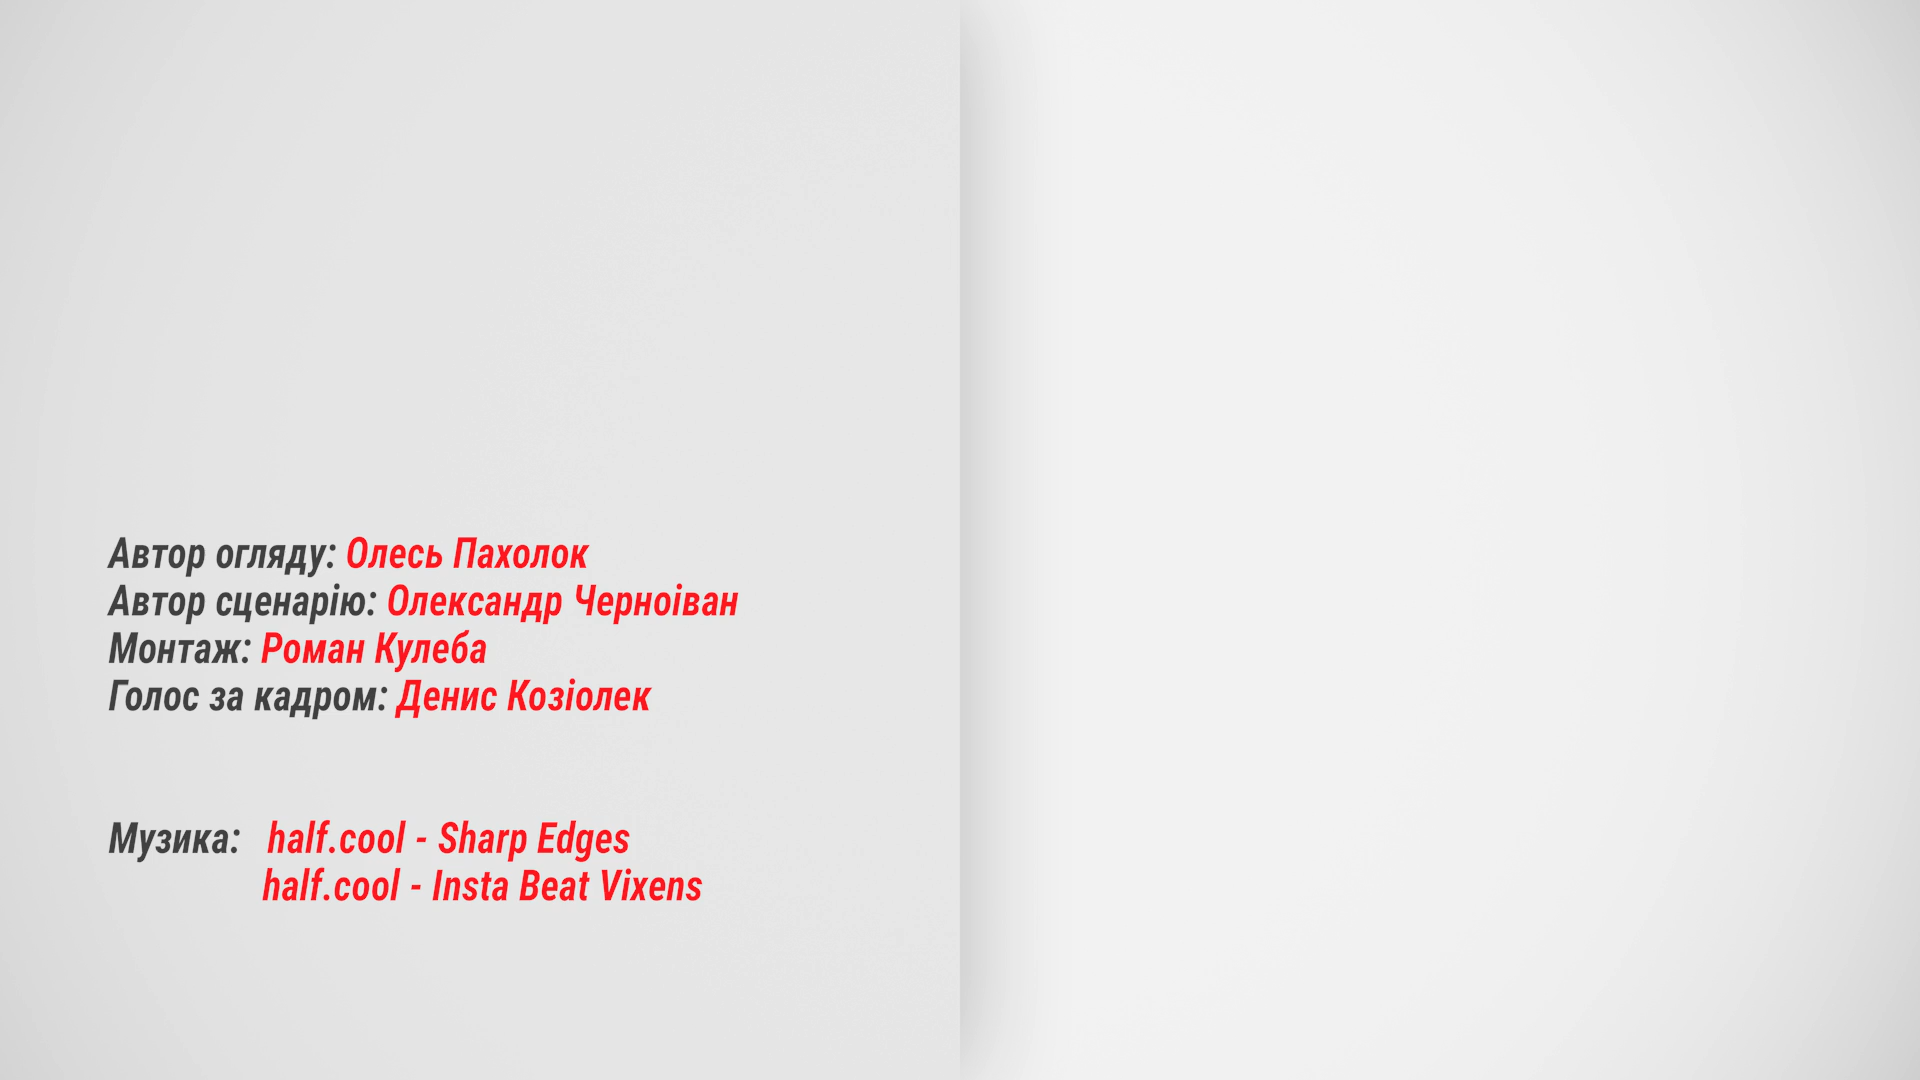 Автор огляду: Олесь Пахолок
Автор сценарію: Олександр Черноіван
Монтаж: Роман Кулеба
Голос за кадром: Денис Козіолек
Музика: half.cool - Sharp Edges
half.cool - Insta Beat Vixens